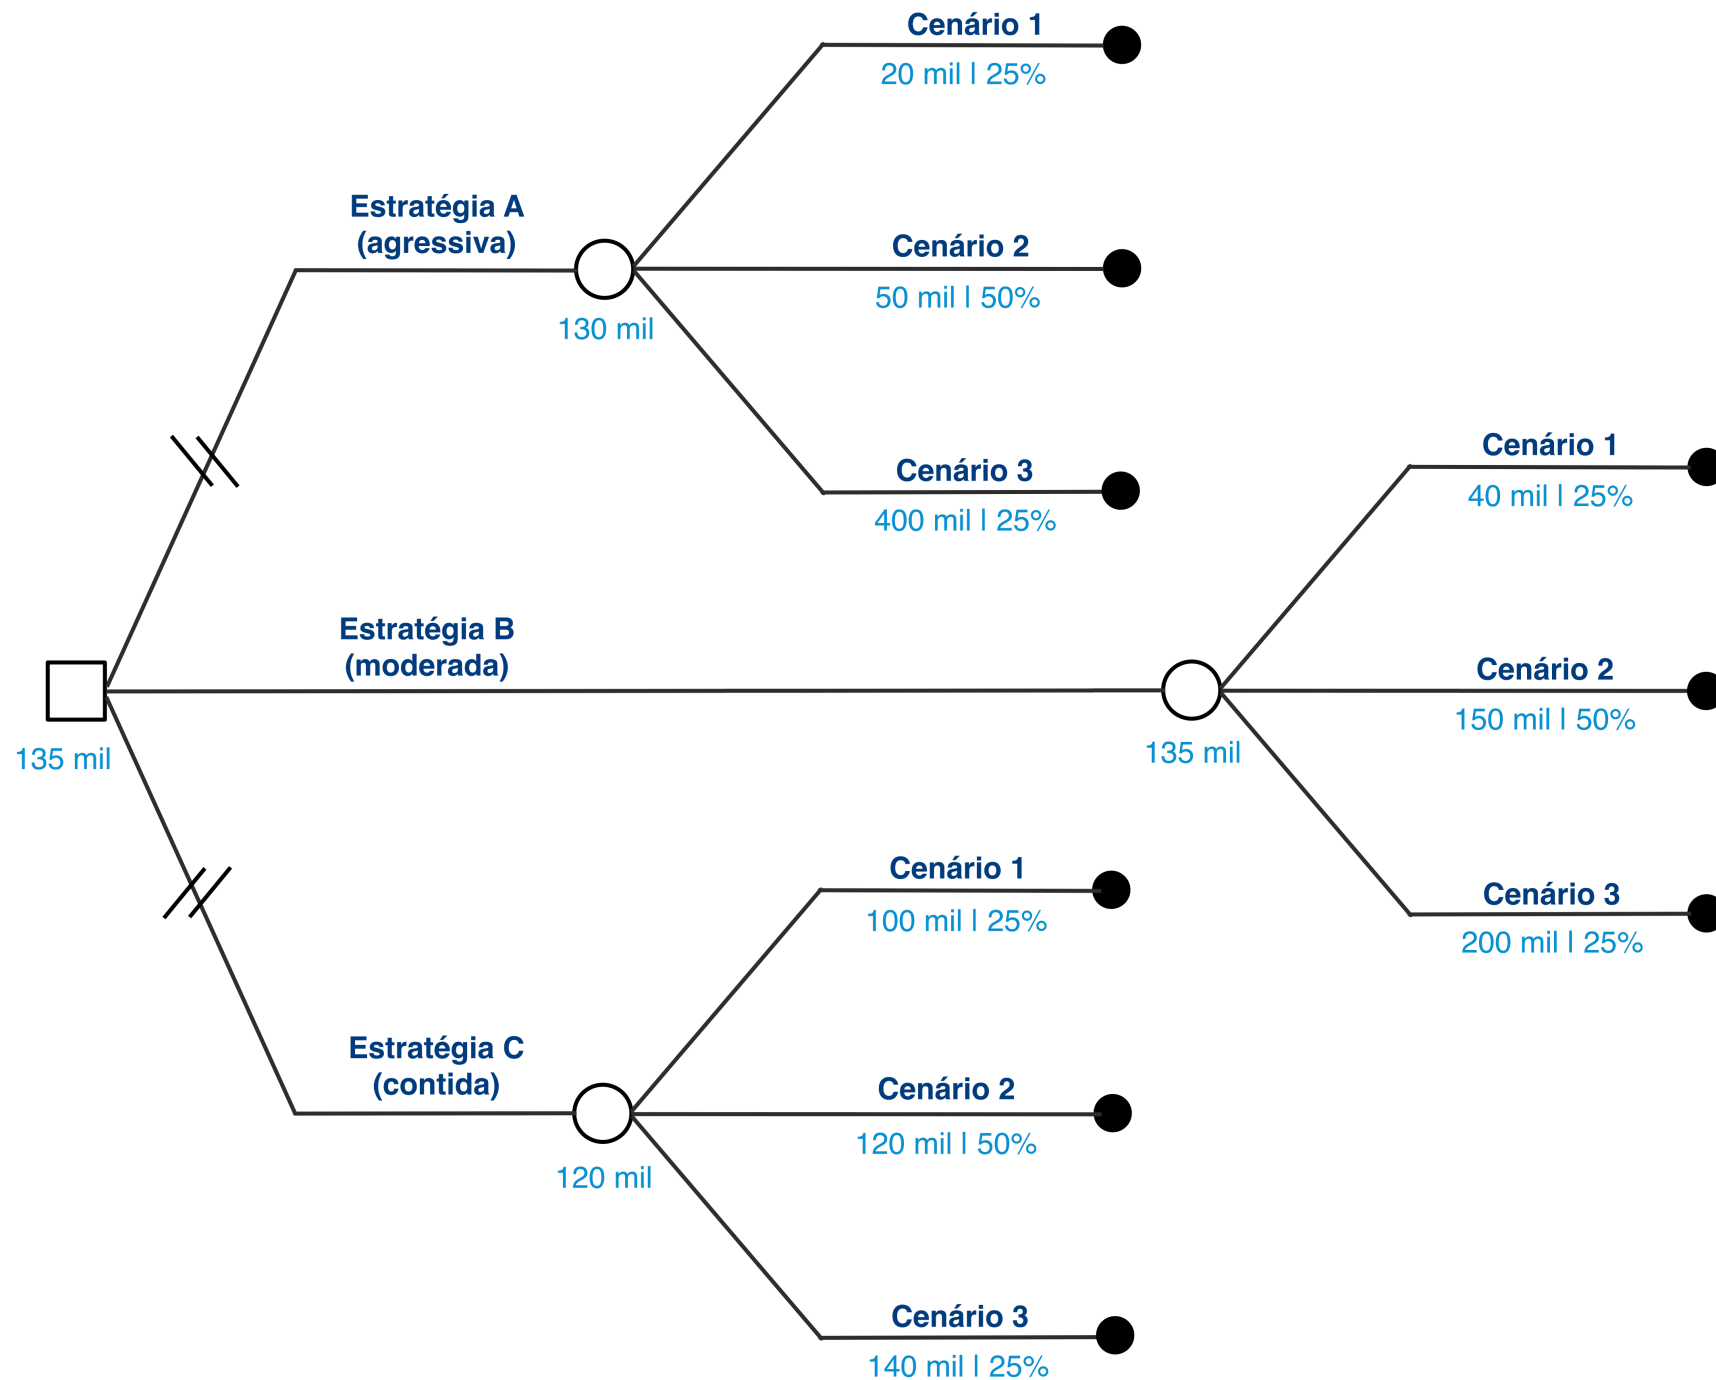 Cenário 1
20 mil | 25%
Estratégia A
(agressiva)
Cenário 2
50 mil | 50%
130 mil
Cenário 3
400 mil | 25%
Cenário 1
40 mil | 25%
Estratégia B
(moderada)
Cenário 2
150 mil | 50%
135 mil
135 mil
Cenário 3
200 mil | 25%
Cenário 1
100 mil | 25%
Estratégia C
(contida)
Cenário 2
120 mil | 50%
120 mil
Cenário 3
140 mil | 25%